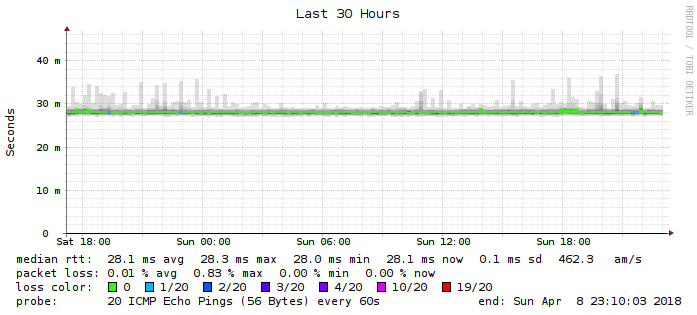 Last 30 Hours
RRDTOOL / TOBI OETIKER
Seconds
40 m
30 m
20 m
10 m
0
Sat 18:00 Sun 00:00 Sun 06:00 Sun 12:00 Sun 18:00
median rtt: 28.1 ms avg 28.3 ms max 28.0 ms min 28.1 ms now 0.1 ms sd 462.3 am/s
packet loss: 0.01 % avg 0.83 % max 0.00 % min 0.00 % now
loss color: 0 1/20 2/20 3/20 4/20 10/20 19/20
probe: 20 ICMP Echo Pings (56 Bytes) every 60s end: Sun Apr 8 23:10:03 2018